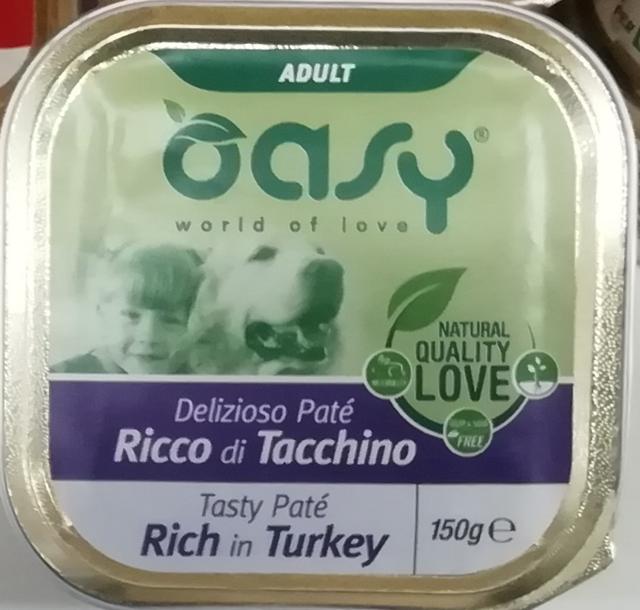 ADULT
oasy®
world of love
NATURAL
QUALITY
LOVE
FREE
Delizioso Paté
Ricco di Tacchino
Tasty Paté
Rich in Turkey
150g e